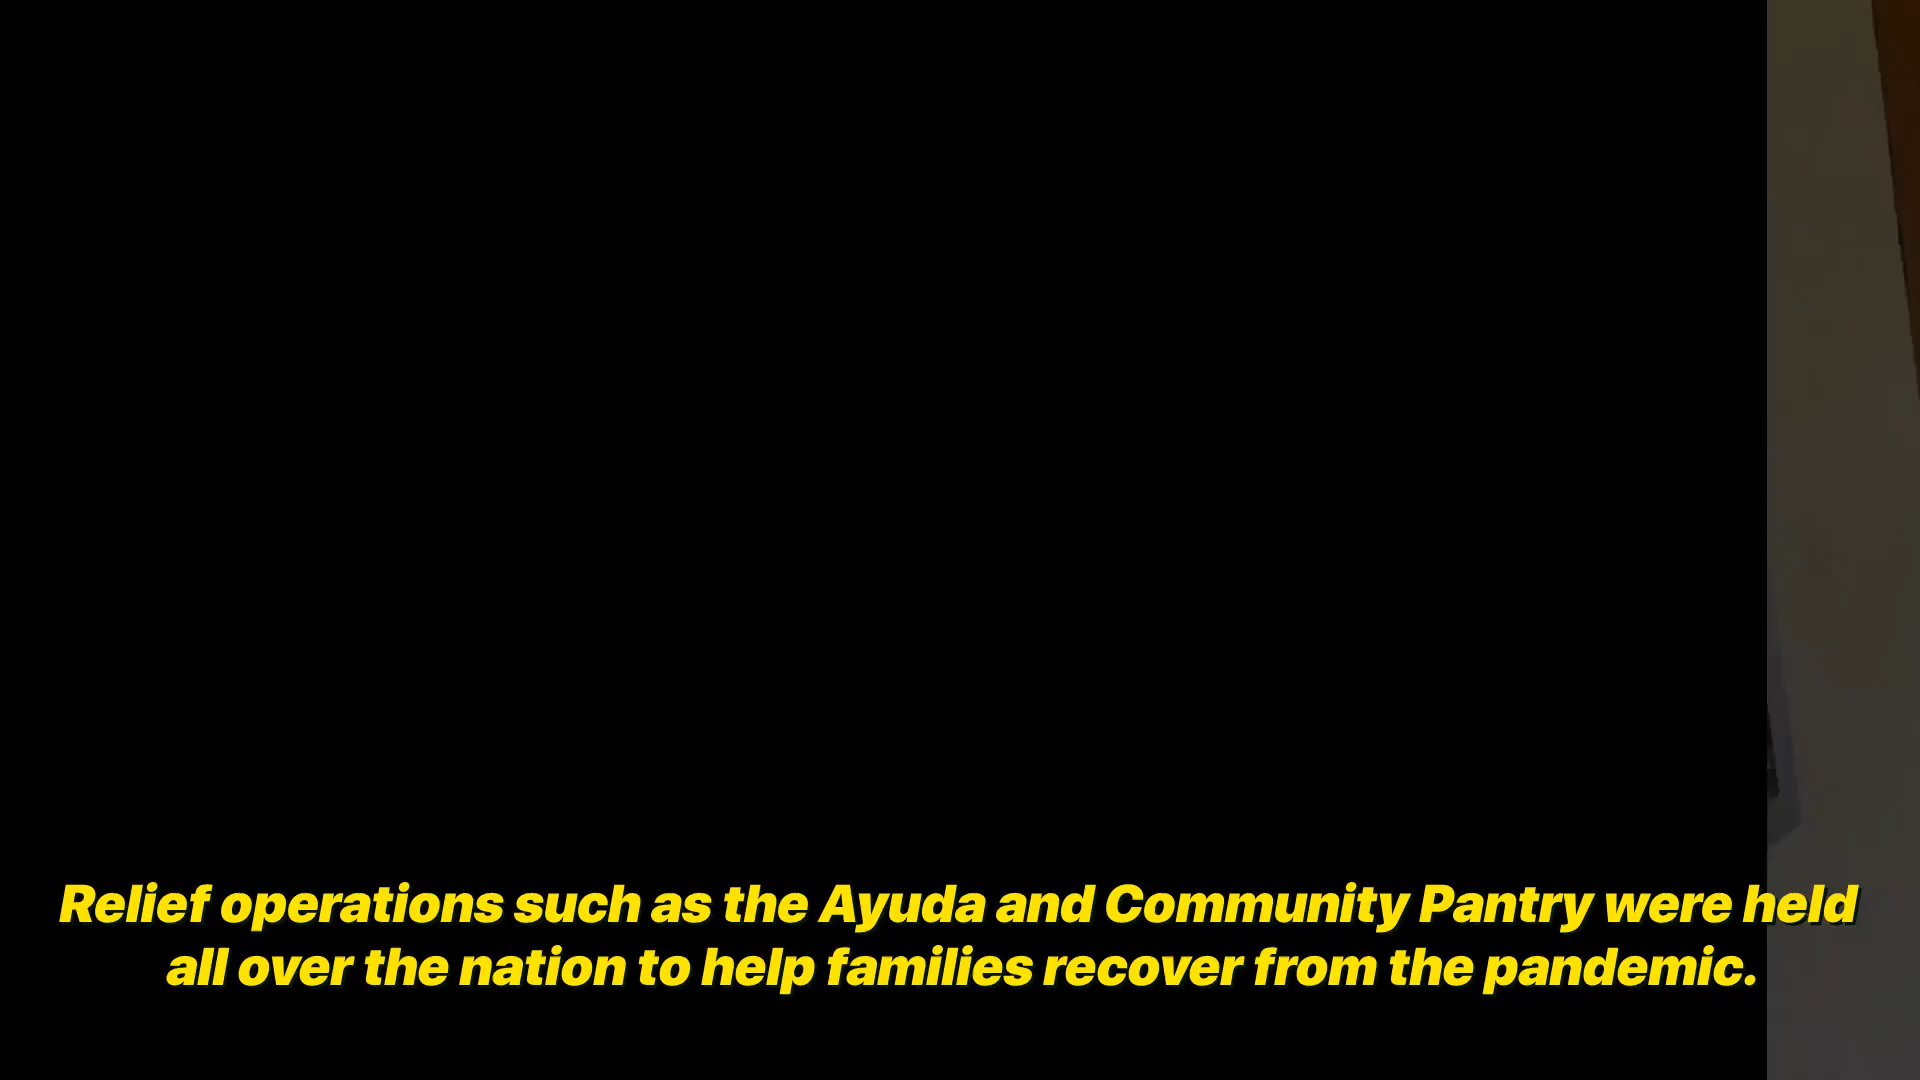 Relief operations such as the Ayuda and Community Pantry were held
all over the nation to help families recover from the pandemic.